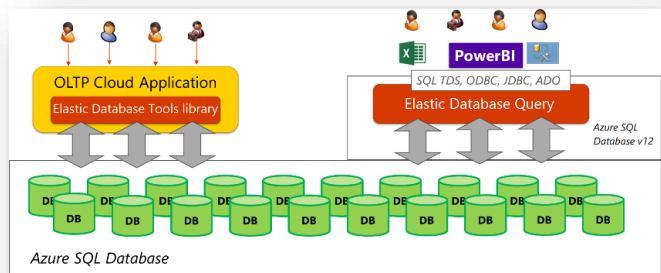 OLTP Cloud Application
Elastic Database Tools library
PowerBI
SQL TDS, ODBC, JDBC, ADO
Elastic Database Query
Azure SQL
Database v12
DB DB DB DB DB DB DB DB DB DB
DB DB DB DB DB DB DB DB DB DB
Azure SQL Database